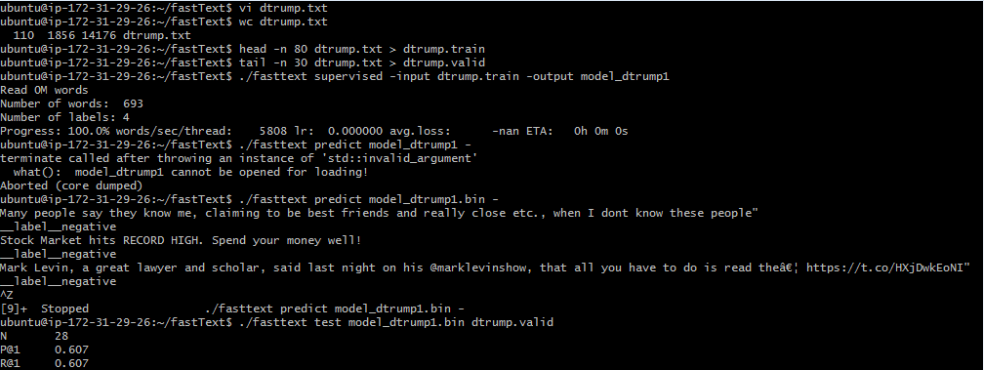 ubuntu@ip-172-31-29-26:~/fastText$ vi dtrump.txt
ubuntu@ip-172-31-29-26:~/fastText$ wc dtrump.txt
  110  1856 14176 dtrump.txt
ubuntu@ip-172-31-29-26:~/fastText$ head -n 80 dtrump.txt > dtrump.train
ubuntu@ip-172-31-29-26:~/fastText$ tail -n 30 dtrump.txt > dtrump.valid
ubuntu@ip-172-31-29-26:~/fastText$ ./fasttext supervised -input dtrump.train -output model_dtrump1
Read 0M words
Number of words:  693
Number of labels: 4
Progress: 100.0% words/sec/thread:    5808 lr:  0.000000 avg.loss:      -nan ETA:   0h 0m 0s
ubuntu@ip-172-31-29-26:~/fastText$ ./fasttext predict model_dtrump1 -
terminate called after throwing an instance of 'std::invalid_argument'
  what():  model_dtrump1 cannot be opened for loading!
Aborted (core dumped)
ubuntu@ip-172-31-29-26:~/fastText$ ./fasttext predict model_dtrump1.bin -
Many people say they know me, claiming to be best friends and really close etc., when I dont know these people”
__label__negative
Stock Market hits RECORD HIGH. Spend your money well!
__label__negative
Mark Levin, a great lawyer and scholar, said last night on his @marklevinshow, that all you have to do is read theâ€¦ https://t.co/HXjDwkEoNI”
__label__negative
^Z
[9]+  Stopped                 ./fasttext predict model_dtrump1.bin -
ubuntu@ip-172-31-29-26:~/fastText$ ./fasttext test model_dtrump1.bin dtrump.valid
N       28
P@1     0.607
R@1     0.607